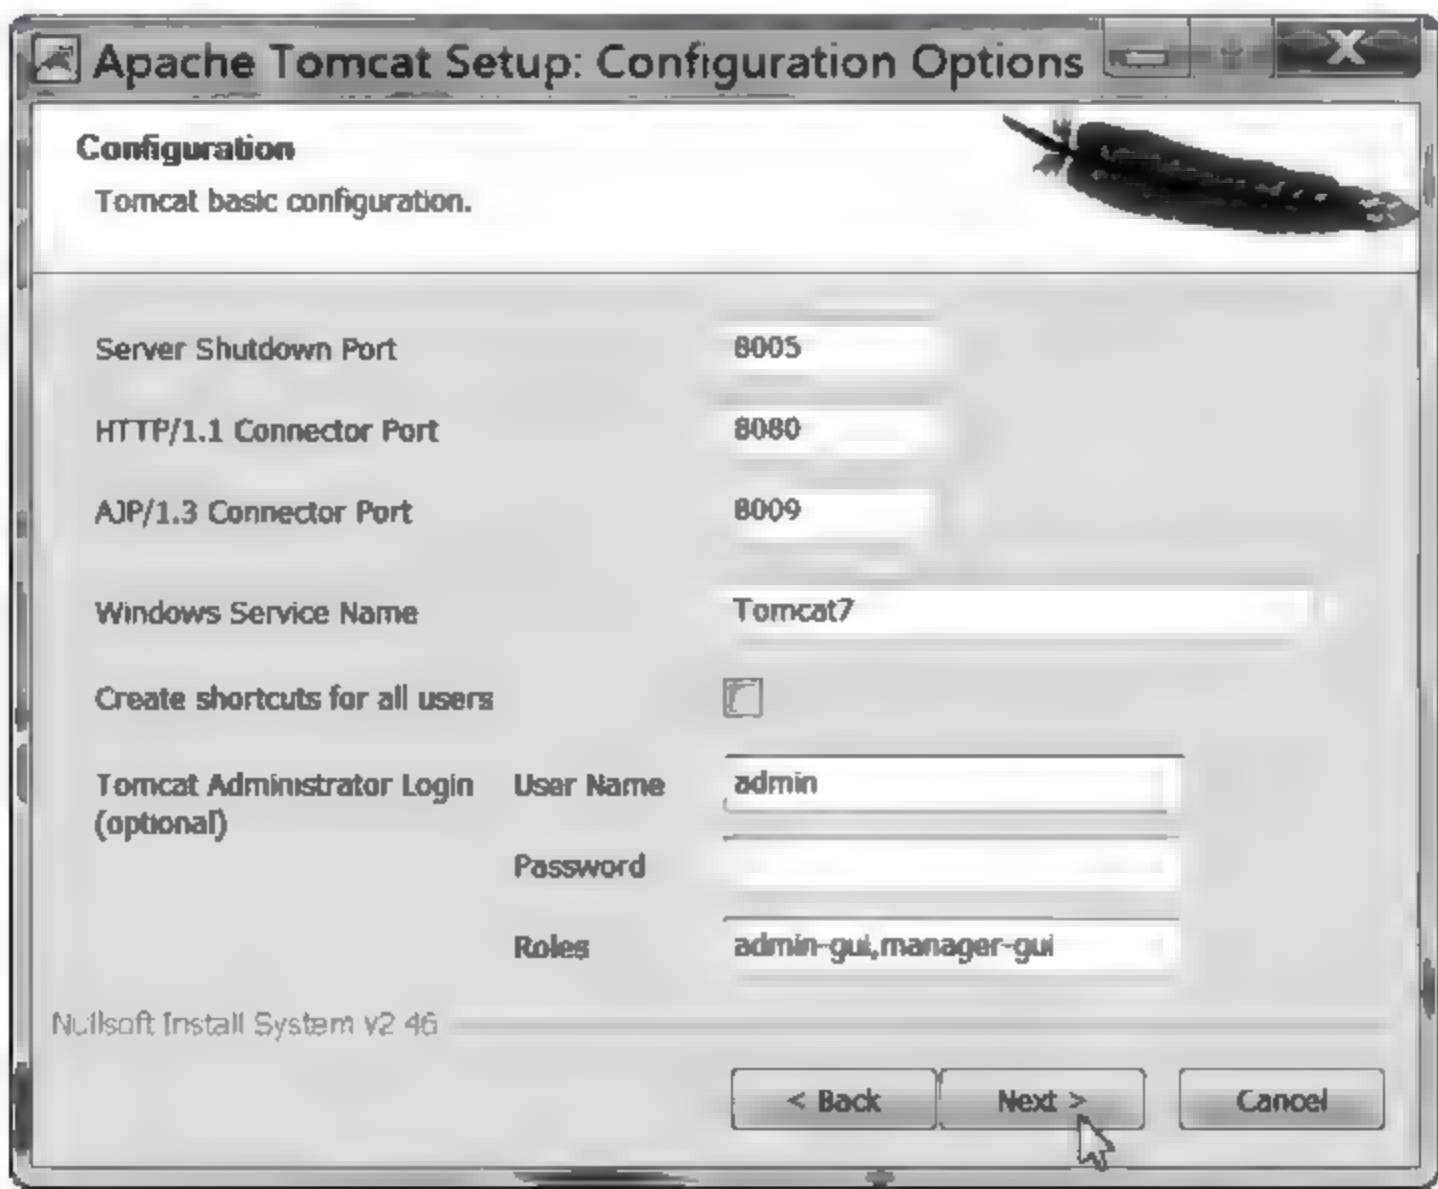 Apache Tomcat Setup: Configuration Options
Configuration
Tomcat basic configuration.
Server Shutdown Port 8005
HTTP/1.1 Connector Port 8080
AJP/1.3 Connector Port 8009
Windows Service Name Tomcat7
Create shortcuts for all users
Tomcat Administrator Login User Name admin
(optional)
Password
Roles admin-gui,manager-gui
Nullsoft Install System v2.46
< Back Next > Cancel